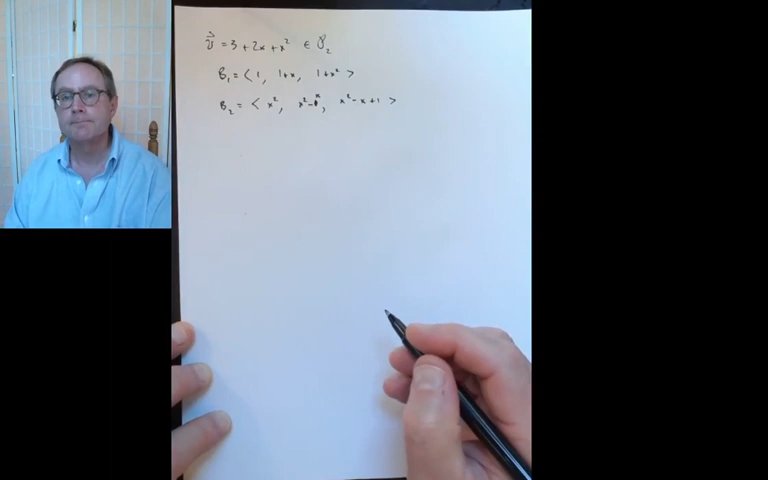 v⃗ = 3 + 2x + x² ∈ 𝒫₂
B₁ = ⟨ 1, 1+x, 1+x² ⟩
B₂ = ⟨ x², x²-x, x²-x+1 ⟩